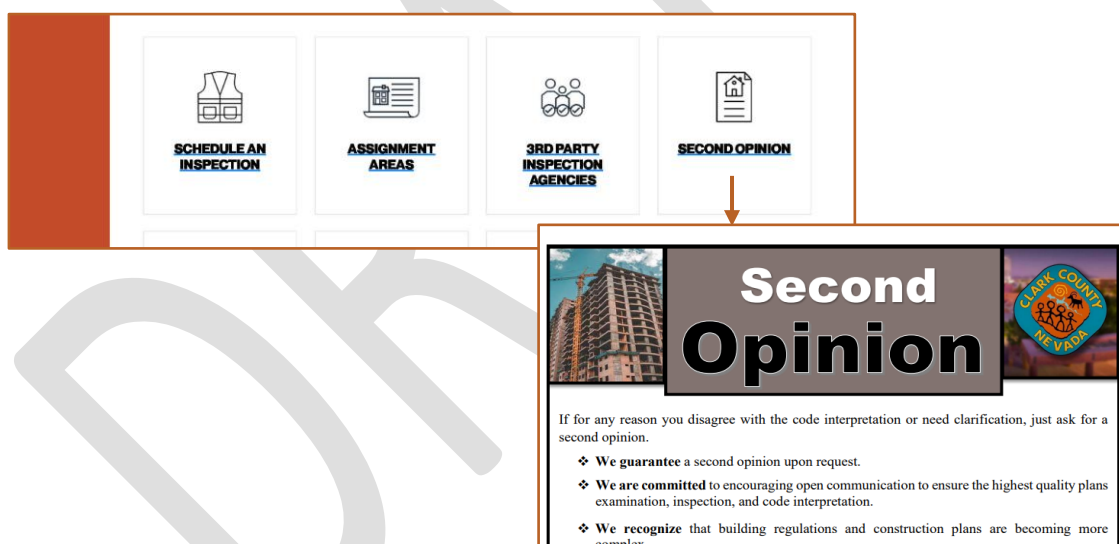 SCHEDULE AN
INSPECTION
ASSIGNMENT
AREAS
3RD PARTY
INSPECTION
AGENCIES
SECOND OPINION
Second
Opinion
CLARK COUNTY
NEVADA
If for any reason you disagree with the code interpretation or need clarification, just ask for a
second opinion.
❖ We guarantee a second opinion upon request.
❖ We are committed to encouraging open communication to ensure the highest quality plans
examination, inspection, and code interpretation.
❖ We recognize that building regulations and construction plans are becoming more
complex